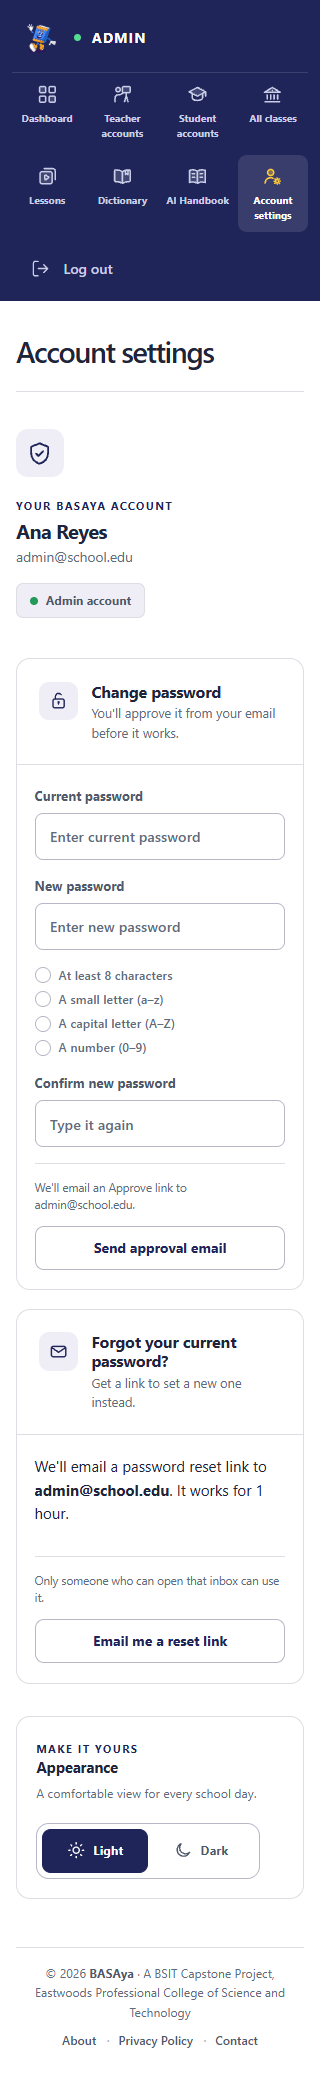 ADMIN
Dashboard
Teacher accounts
Student accounts
All classes
Lessons
Dictionary
AI Handbook
Account settings
Log out
Account settings
YOUR BASAYA ACCOUNT
Ana Reyes
admin@school.edu
Admin account
Change password
You'll approve it from your email
before it works.
Current password
Enter current password
New password
Enter new password
At least 8 characters
A small letter (a–z)
A capital letter (A–Z)
A number (0–9)
Confirm new password
Type it again
We'll email an Approve link to
admin@school.edu.
Send approval email
Forgot your current
password?
Get a link to set a new one
instead.
We'll email a password reset link to
admin@school.edu. It works for 1
hour.
Only someone who can open that inbox can use
it.
Email me a reset link
MAKE IT YOURS
Appearance
A comfortable view for every school day.
Light
Dark
© 2026 BASAya · A BSIT Capstone Project,
Eastwoods Professional College of Science and
Technology
About · Privacy Policy · Contact